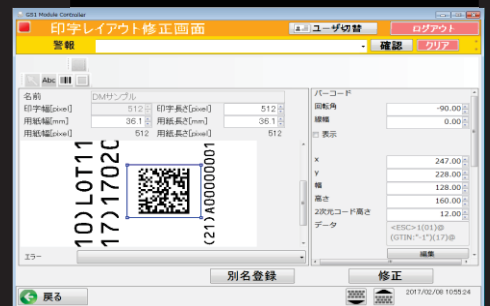 GS1 Module Controller
印字レイアウト修正画面
ユーザ切替
ログアウト
警報
確認
クリア
Abc
名前 DMサンプル
印字幅[pixel] 512 印字長さ[pixel] 512
用紙幅[mm] 36.1 用紙長さ[mm] 36.1
用紙幅[pixel] 512 用紙長さ[pixel] 512
10)LOT11
17)1702C
(21)A00000001
エラー
バーコード
回転角 -90.00
線幅 0.00
表示
x 247.00
y 228.00
幅 128.00
高さ 160.00
2次元コード高さ 12.00
データ <ESC>1(01)@
(GTIN:"-1")(17)@
編集
別名登録
修正
戻る
2017/02/06 10:55:24